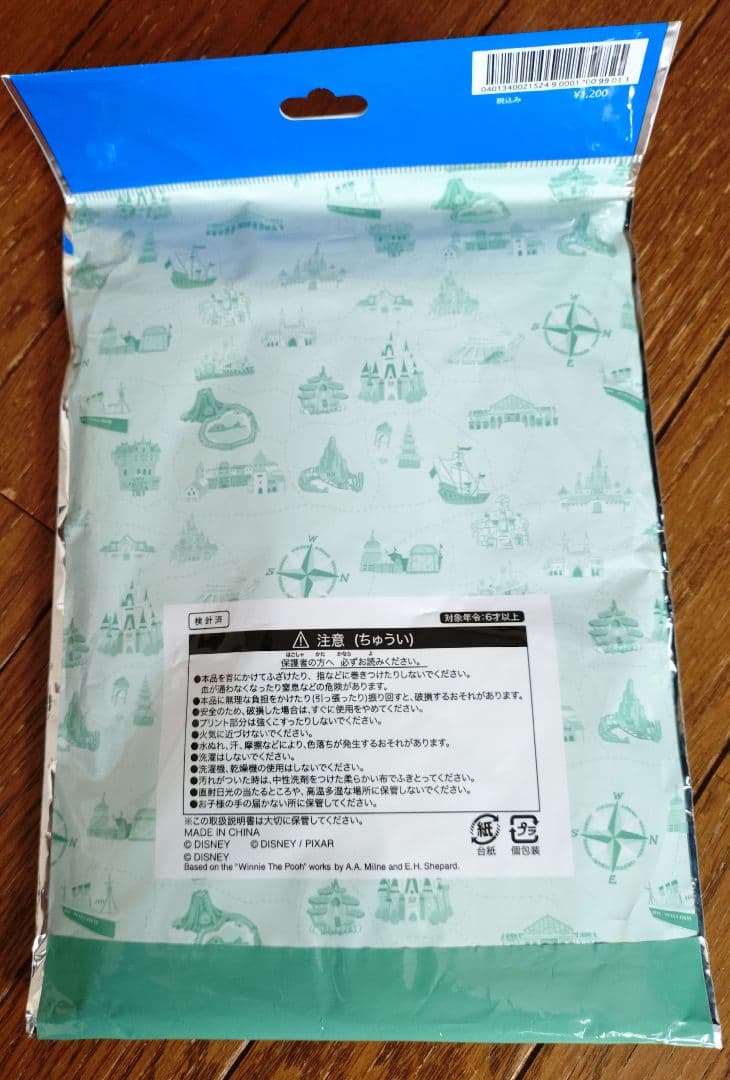 0401340021524 9 0001200 99 01 1
税込み ¥1,200
W
S N
E
W
S N
検針済
対象年令:6才以上
⚠ 注意 (ちゅうい)
ほごしゃ かた かなら よ
保護者の方へ 必ずお読みください。
●本品を首にかけてふざけたり、指などに巻きつけたりしないでください。
血が通わなくなったり窒息などの危険があります。
●本品に無理な負担をかけたり(引っ張ったり)振り回すと、破損するおそれがあります。
●安全のため、破損した場合は、すぐに使用をやめてください。
●プリント部分は強くこすったりしないでください。
●火気に近づけないでください。
●水ぬれ、汗、摩擦などにより、色落ちが発生するおそれがあります。
●洗濯はしないでください。
●洗濯機、乾燥機の使用はしないでください。
●汚れがついた時は、中性洗剤をつけた柔らかい布でふきとってください。
●直射日光の当たるところや、高温多湿な場所に保管しないでください。
●お子様の手の届かない所に保管してください。
※この取扱説明書は大切に保管してください。
MADE IN CHINA
© DISNEY © DISNEY / PIXAR
© DISNEY
Based on the "Winnie The Pooh" works by A.A. Milne and E.H. Shepard.
紙
台紙
プラ
個包装
W
S N
E